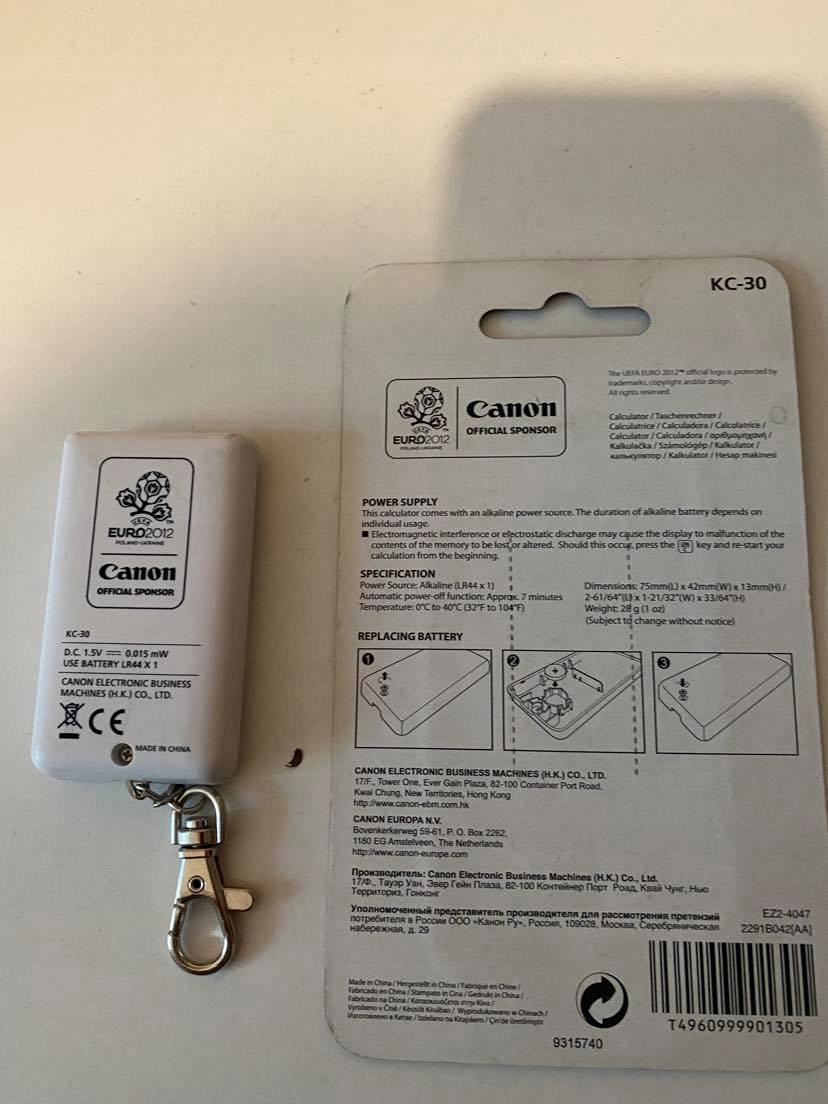 UEFA
EURO2012
POLAND-UKRAINE
Canon
OFFICIAL SPONSOR
KC-30
D.C. 1.5V 0.015 mW
USE BATTERY LR44 X 1
CANON ELECTRONIC BUSINESS
MACHINES (H.K.) CO., LTD.
CE
MADE IN CHINA
KC-30
UEFA
EURO2012
POLAND-UKRAINE
Canon
OFFICIAL SPONSOR
The UEFA EURO 2012™ official logo is protected by
trademarks, copyright and/or design.
All rights reserved.
Calculator / Taschenrechner /
Calculatrice / Calculadora / Calcolatrice /
Calculator / Calculadora / αριθμομηχανή /
Kalkulačka / Számológép / Kalkulator /
калькулятор / Kalkulator / Hesap makinesi
POWER SUPPLY
This calculator comes with an alkaline power source. The duration of alkaline battery depends on
individual usage.
■ Electromagnetic interference or electrostatic discharge may cause the display to malfunction of the
contents of the memory to be lost or altered. Should this occur, press the key and re-start your
calculation from the beginning.
SPECIFICATION
Power Source: Alkaline (LR44 x 1)
Automatic power-off function: Approx. 7 minutes
Temperature: 0°C to 40°C (32°F to 104°F)
Dimensions: 75mm(L) x 42mm(W) x 13mm(H) /
2-61/64"(L) x 1-21/32"(W) x 33/64"(H)
Weight: 28 g (1 oz)
(Subject to change without notice)
REPLACING BATTERY
1
2
3
CANON ELECTRONIC BUSINESS MACHINES (H.K.) CO., LTD.
17/F., Tower One, Ever Gain Plaza, 82-100 Container Port Road,
Kwai Chung, New Territories, Hong Kong
http://www.canon-ebm.com.hk
CANON EUROPA N.V.
Bovenkerkerweg 59-61, P. O. Box 2262,
1180 EG Amstelveen, The Netherlands
http://www.canon-europe.com
Производитель: Canon Electronic Business Machines (H.K.) Co., Ltd.
17/Ф., Тауэр Уан, Эвер Гейн Плаза, 82-100 Контейнер Порт Роад, Квай Чунг, Нью
Территориз, Гонконг
Уполномоченный представитель производителя для рассмотрения претензий
потребителя в России ООО «Канон Ру», Россия, 109028, Москва, Серебряническая
набережная, д. 29
EZ2-4047
2291B042[AA]
Made in China / Hergestellt in China / Fabriqué en Chine /
Fabricado en China / Stampato in Cina / Gedrukt in China /
Fabricado na China / Κατασκευάζεται στην Κίνα /
Vyrobeno v Číně / Készült Kínában / Wyprodukowano w Chinach /
Изготовлено в Китае / Izdelano na Kitajskem / Çin'de üretilmiştir
9315740
T4960999901305